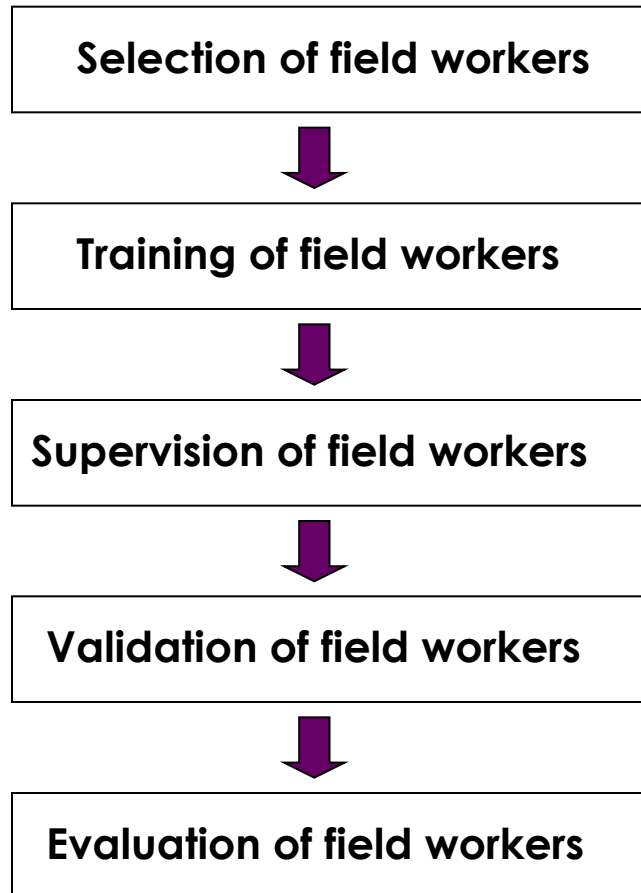 Selection of field workers
Training of field workers
Supervision of field workers
Validation of field workers
Evaluation of field workers